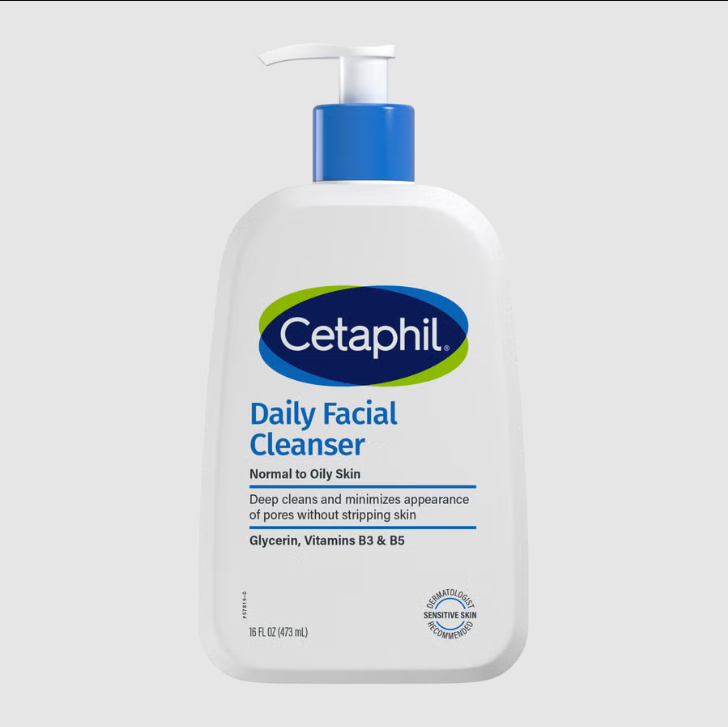 Cetaphil®
Daily Facial
Cleanser
Normal to Oily Skin
Deep cleans and minimizes appearance
of pores without stripping skin
Glycerin, Vitamins B3 & B5
16 FL OZ (473 mL)
DERMATOLOGIST
SENSITIVE SKIN
RECOMMENDED